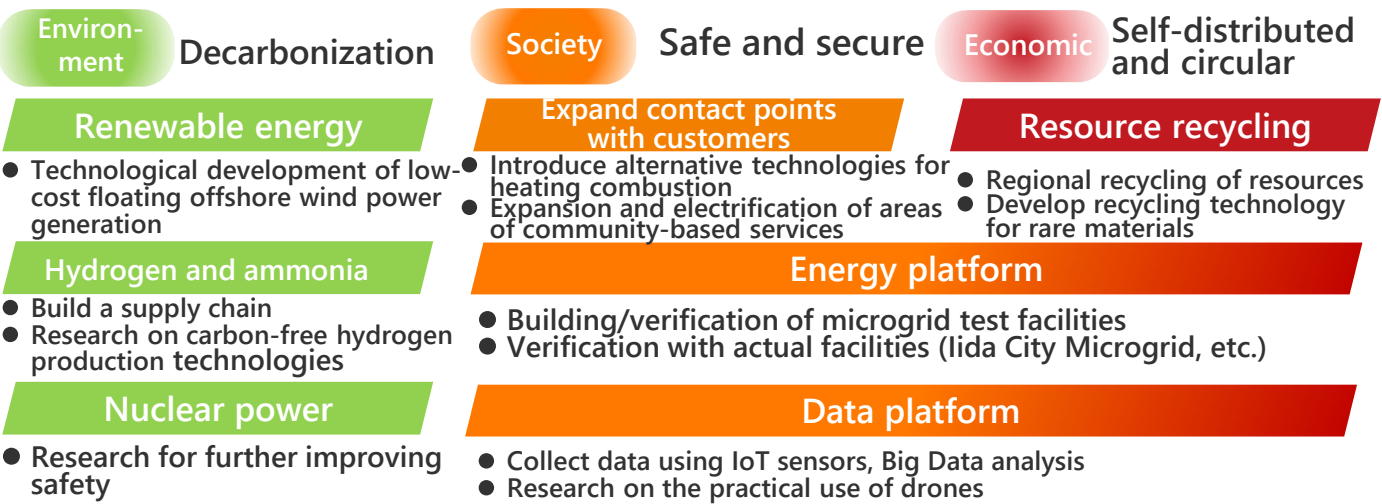 Environ-
ment
Decarbonization
Renewable energy
● Technological development of low-
cost floating offshore wind power
generation
Hydrogen and ammonia
● Build a supply chain
● Research on carbon-free hydrogen
production technologies
Nuclear power
● Research for further improving
safety
Society
Safe and secure
Expand contact points
with customers
● Introduce alternative technologies for
heating combustion
● Expansion and electrification of areas
of community-based services
Economic
Self-distributed
and circular
Resource recycling
● Regional recycling of resources
● Develop recycling technology
for rare materials
Energy platform
● Building/verification of microgrid test facilities
● Verification with actual facilities (Iida City Microgrid, etc.)
Data platform
● Collect data using IoT sensors, Big Data analysis
● Research on the practical use of drones